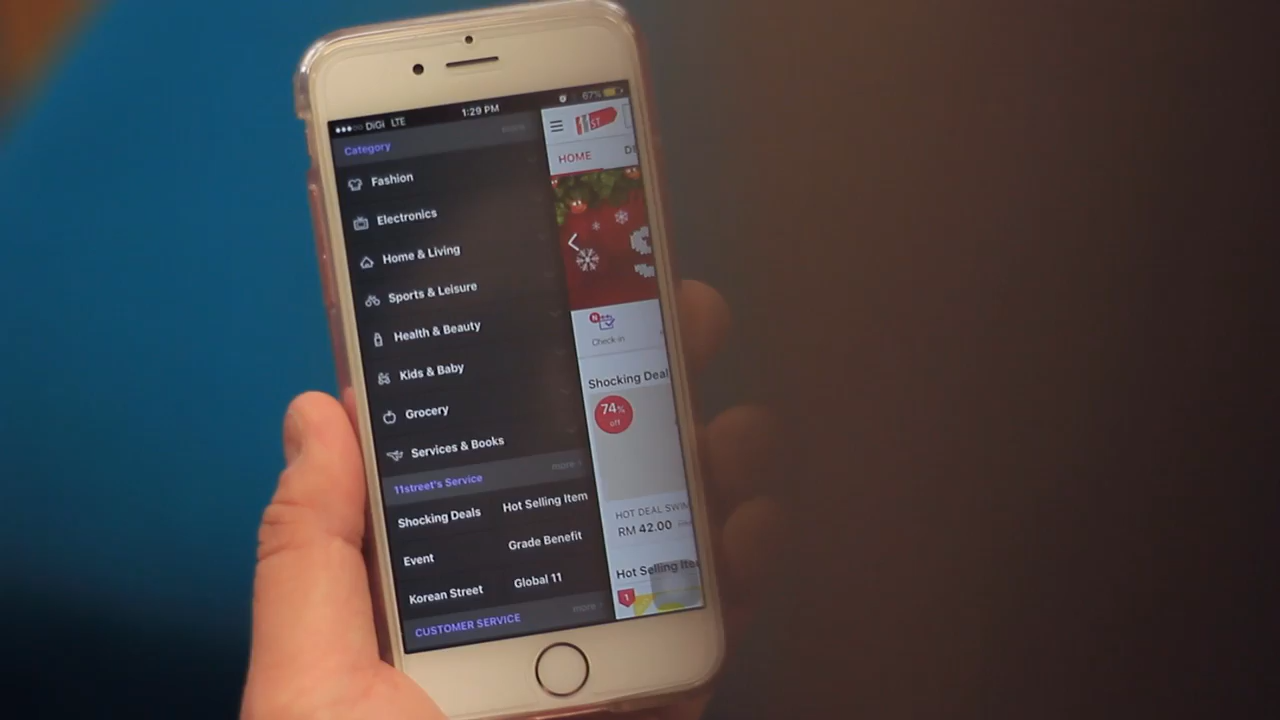 DiGi LTE 1:29 PM 67%
Category more
Fashion
Electronics
Home & Living
Sports & Leisure
Health & Beauty
Kids & Baby
Grocery
Services & Books
11street's Service more
Shocking Deals Hot Selling Item
Event Grade Benefit
Korean Street Global 11
CUSTOMER SERVICE more
11ST
HOME
N
Check-in
Shocking Deal
74%
off
HOT DEAL
RM 42.00
Hot Selling
1